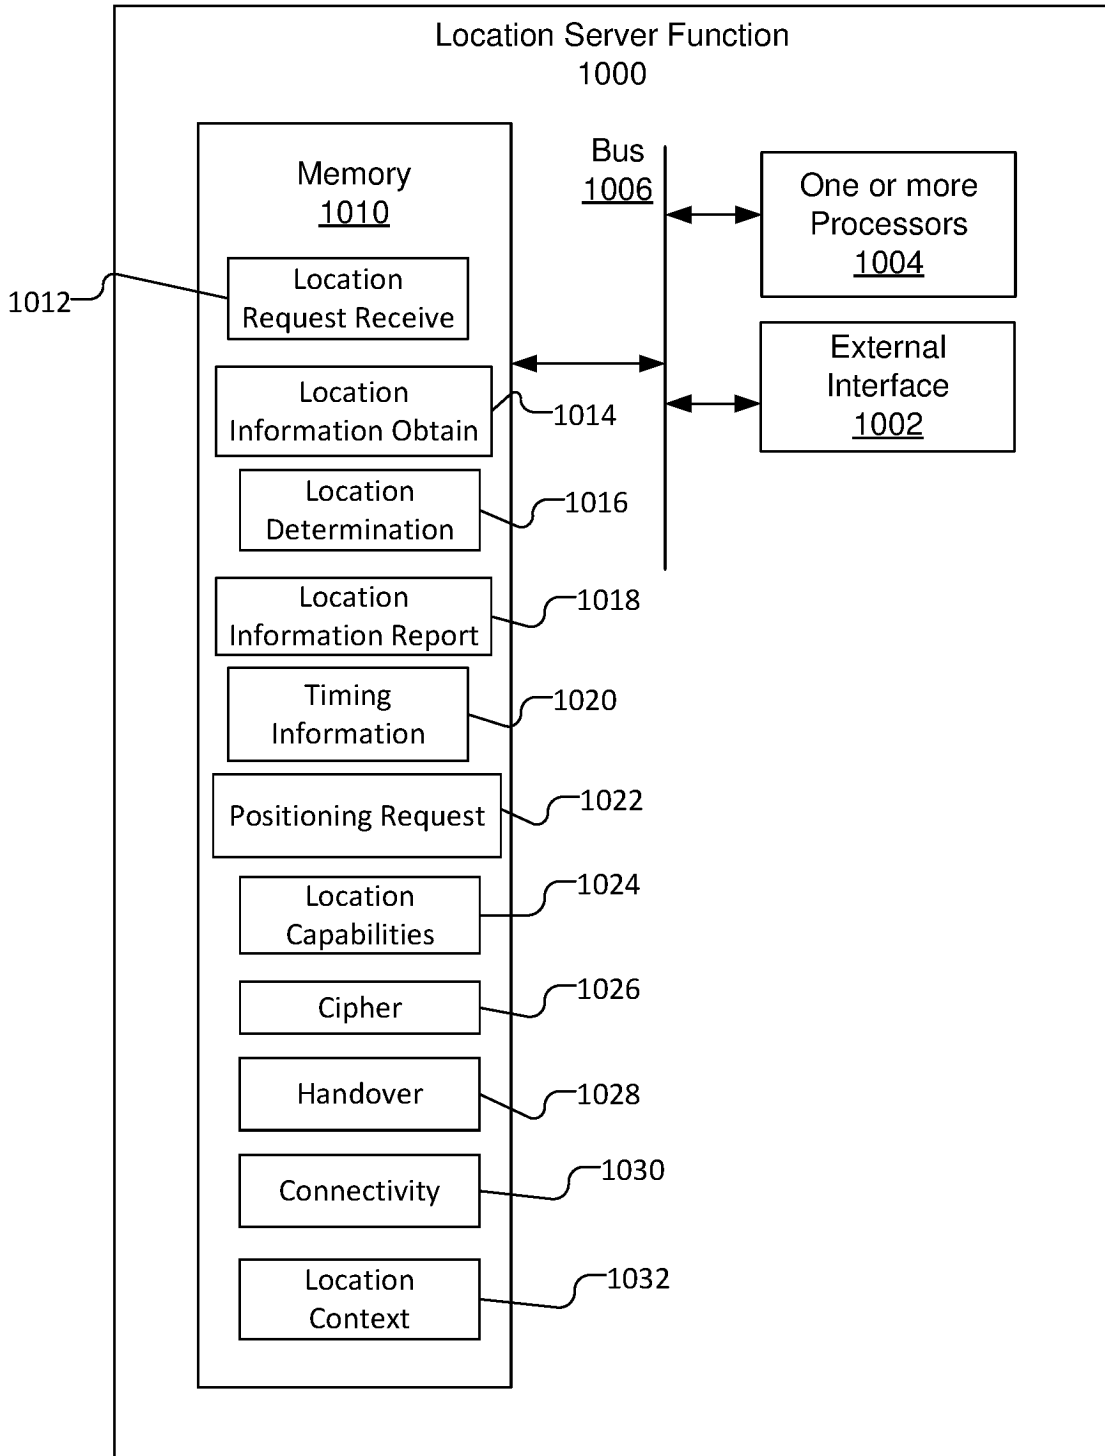 Location Server Function
1000
Memory
1010
Bus
1006
One or more
Processors
1004
External
Interface
1002
1012
Location
Request Receive
Location
Information Obtain
1014
Location
Determination
1016
Location
Information Report
1018
Timing
Information
1020
Positioning Request
1022
Location
Capabilities
1024
Cipher
1026
Handover
1028
Connectivity
1030
Location
Context
1032